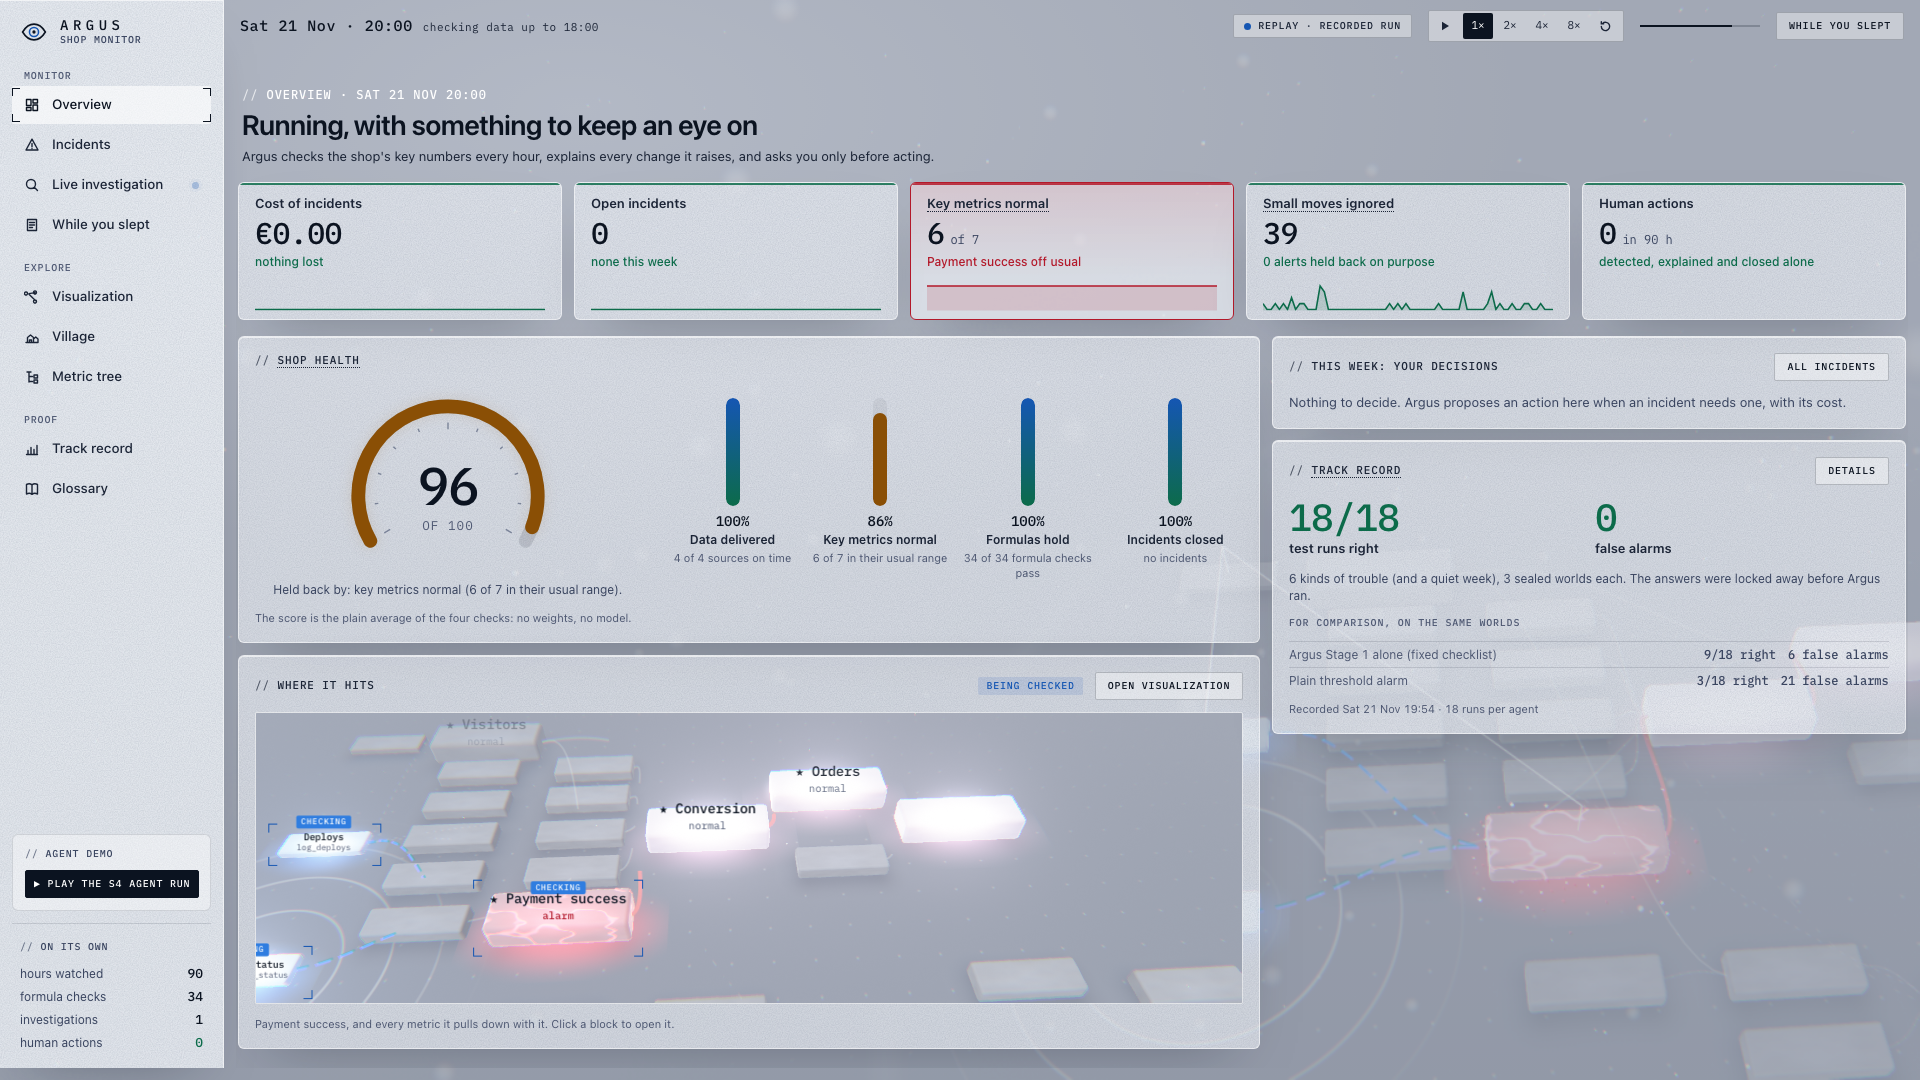 ARGUS
SHOP MONITOR
MONITOR
Overview
Incidents
Live investigation
While you slept
EXPLORE
Visualization
Village
Metric tree
PROOF
Track record
Glossary
// AGENT DEMO
▶ PLAY THE S4 AGENT RUN
// ON ITS OWN
hours watched 90
formula checks 34
investigations 1
human actions 0
Sat 21 Nov · 20:00 checking data up to 18:00
REPLAY · RECORDED RUN
1× 2× 4× 8×
WHILE YOU SLEPT
// OVERVIEW · SAT 21 NOV 20:00
Running, with something to keep an eye on
Argus checks the shop's key numbers every hour, explains every change it raises, and asks you only before acting.
Cost of incidents
€0.00
nothing lost
Open incidents
0
none this week
Key metrics normal
6 of 7
Payment success off usual
Small moves ignored
39
0 alerts held back on purpose
Human actions
0 in 90 h
detected, explained and closed alone
// SHOP HEALTH
96
OF 100
Held back by: key metrics normal (6 of 7 in their usual range).
The score is the plain average of the four checks: no weights, no model.
100%
Data delivered
4 of 4 sources on time
86%
Key metrics normal
6 of 7 in their usual range
100%
Formulas hold
34 of 34 formula checks
pass
100%
Incidents closed
no incidents
// WHERE IT HITS
BEING CHECKED
OPEN VISUALIZATION
★ Visitors
normal
★ Orders
normal
★ Conversion
normal
CHECKING
Deploys
log_deploys
CHECKING
★ Payment success
alarm
NG
tatus
_status
Payment success, and every metric it pulls down with it. Click a block to open it.
// THIS WEEK: YOUR DECISIONS
ALL INCIDENTS
Nothing to decide. Argus proposes an action here when an incident needs one, with its cost.
// TRACK RECORD
DETAILS
18/18
test runs right
0
false alarms
6 kinds of trouble (and a quiet week), 3 sealed worlds each. The answers were locked away before Argus
ran.
FOR COMPARISON, ON THE SAME WORLDS
Argus Stage 1 alone (fixed checklist) 9/18 right 6 false alarms
Plain threshold alarm 3/18 right 21 false alarms
Recorded Sat 21 Nov 19:54 · 18 runs per agent